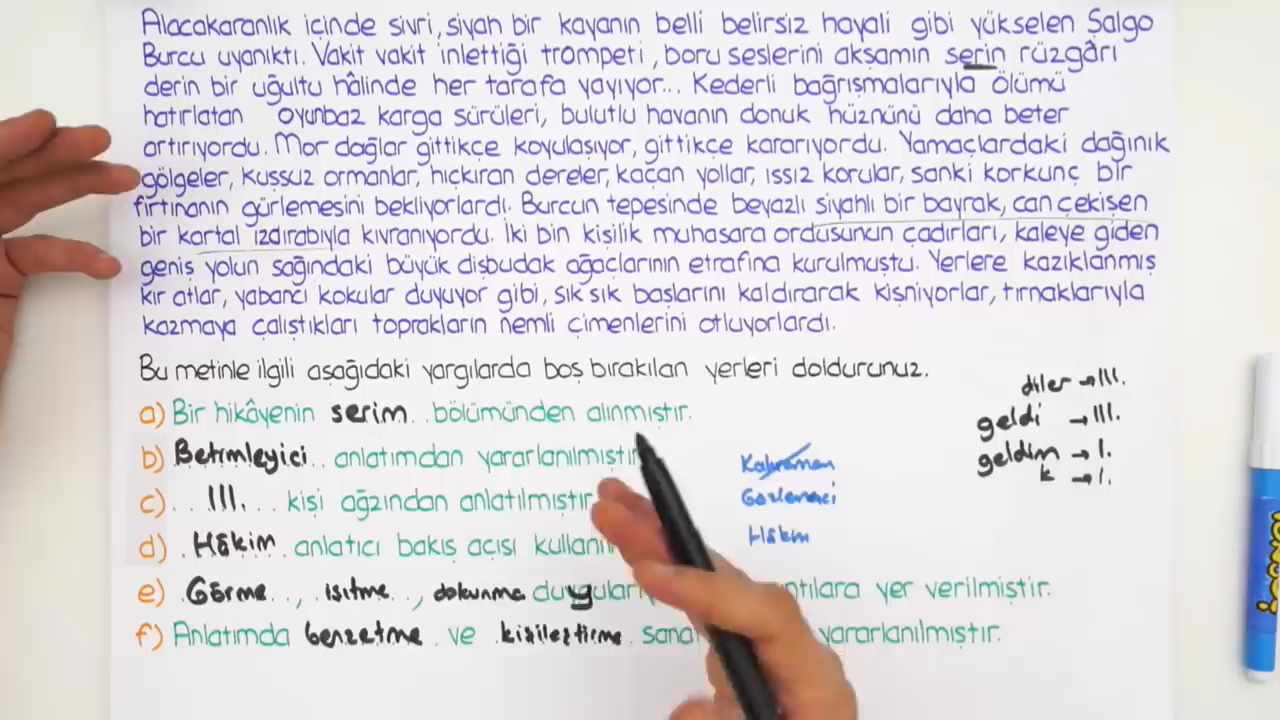 Alacakaranlık içinde sivri, siyah bir kayanın belli belirsiz hayali gibi yükselen Şalgo
Burcu uyanıktı. Vakit vakit inlettiği trompeti, boru seslerini akşamın serin rüzgârı
derin bir uğultu hâlinde her tarafa yayıyor... Kederli bağrışmalarıyla ölümü
hatırlatan oyunbaz karga sürüleri, bulutlu havanın donuk hüznünü daha beter
artırıyordu. Mor dağlar gittikçe koyulaşıyor, gittikçe kararıyordu. Yamaçlardaki dağınık
gölgeler, kuşsuz ormanlar, hıçkıran dereler, kaçan yollar, ıssız korular, sanki korkunç bir
fırtınanın gürlemesini bekliyorlardı. Burcun tepesinde beyazlı siyahlı bir bayrak, can çekişen
bir kartal ızdırabıyla kıvranıyordu. İki bin kişilik muhasara ordusunun çadırları, kaleye giden
geniş yolun sağındaki büyük dişbudak ağaçlarının etrafına kurulmuştu. Yerlere kazıklanmış
kır atlar, yabancı kokular duyuyor gibi, sık sık başlarını kaldırarak kişniyorlar, tırnaklarıyla
kazmaya çalıştıkları toprakların nemli çimenlerini otluyorlardı.
Bu metinle ilgili aşağıdaki yargılarda boş bırakılan yerleri doldurunuz.
a) Bir hikâyenin serim.. bölümünden alınmıştır.
b) Betimleyici.. anlatımdan yararlanılmıştır
c) .. III. .. kişi ağzından anlatılmıştır
d) .Hâkim. anlatıcı bakış açısı
e) .Görme.., .işitme.., dokunma yer verilmiştir.
f) Anlatımda benzetme. ve .kişileştirme. yararlanılmıştır.
Kahraman
Gözlemci
Hâkim
diler → III.
geldi → III.
geldim → I.
k → I.